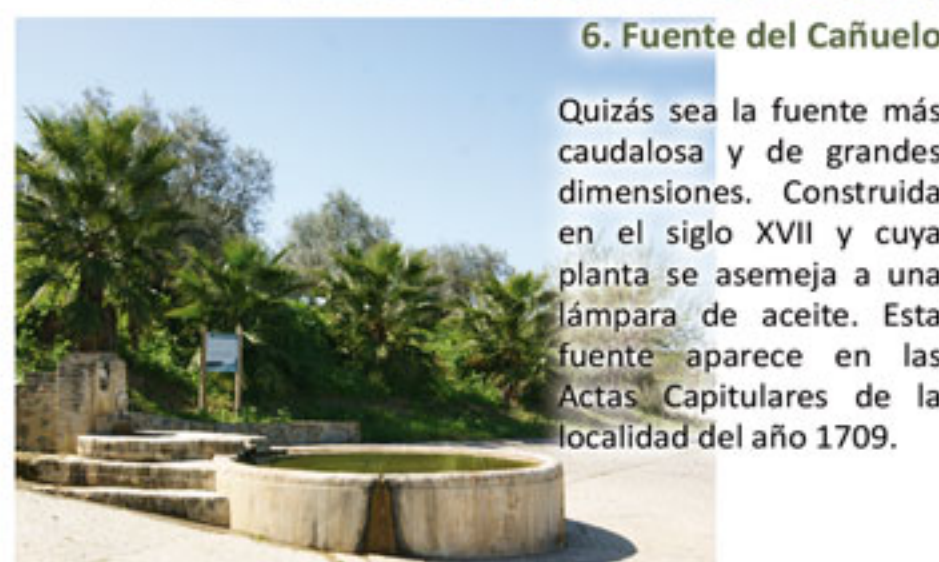 6. Fuente del Cañuelo
Quizás sea la fuente más
caudalosa y de grandes
dimensiones. Construida
en el siglo XVII y cuya
planta se asemeja a una
lámpara de aceite. Esta
fuente aparece en las
Actas Capitulares de la
localidad del año 1709.